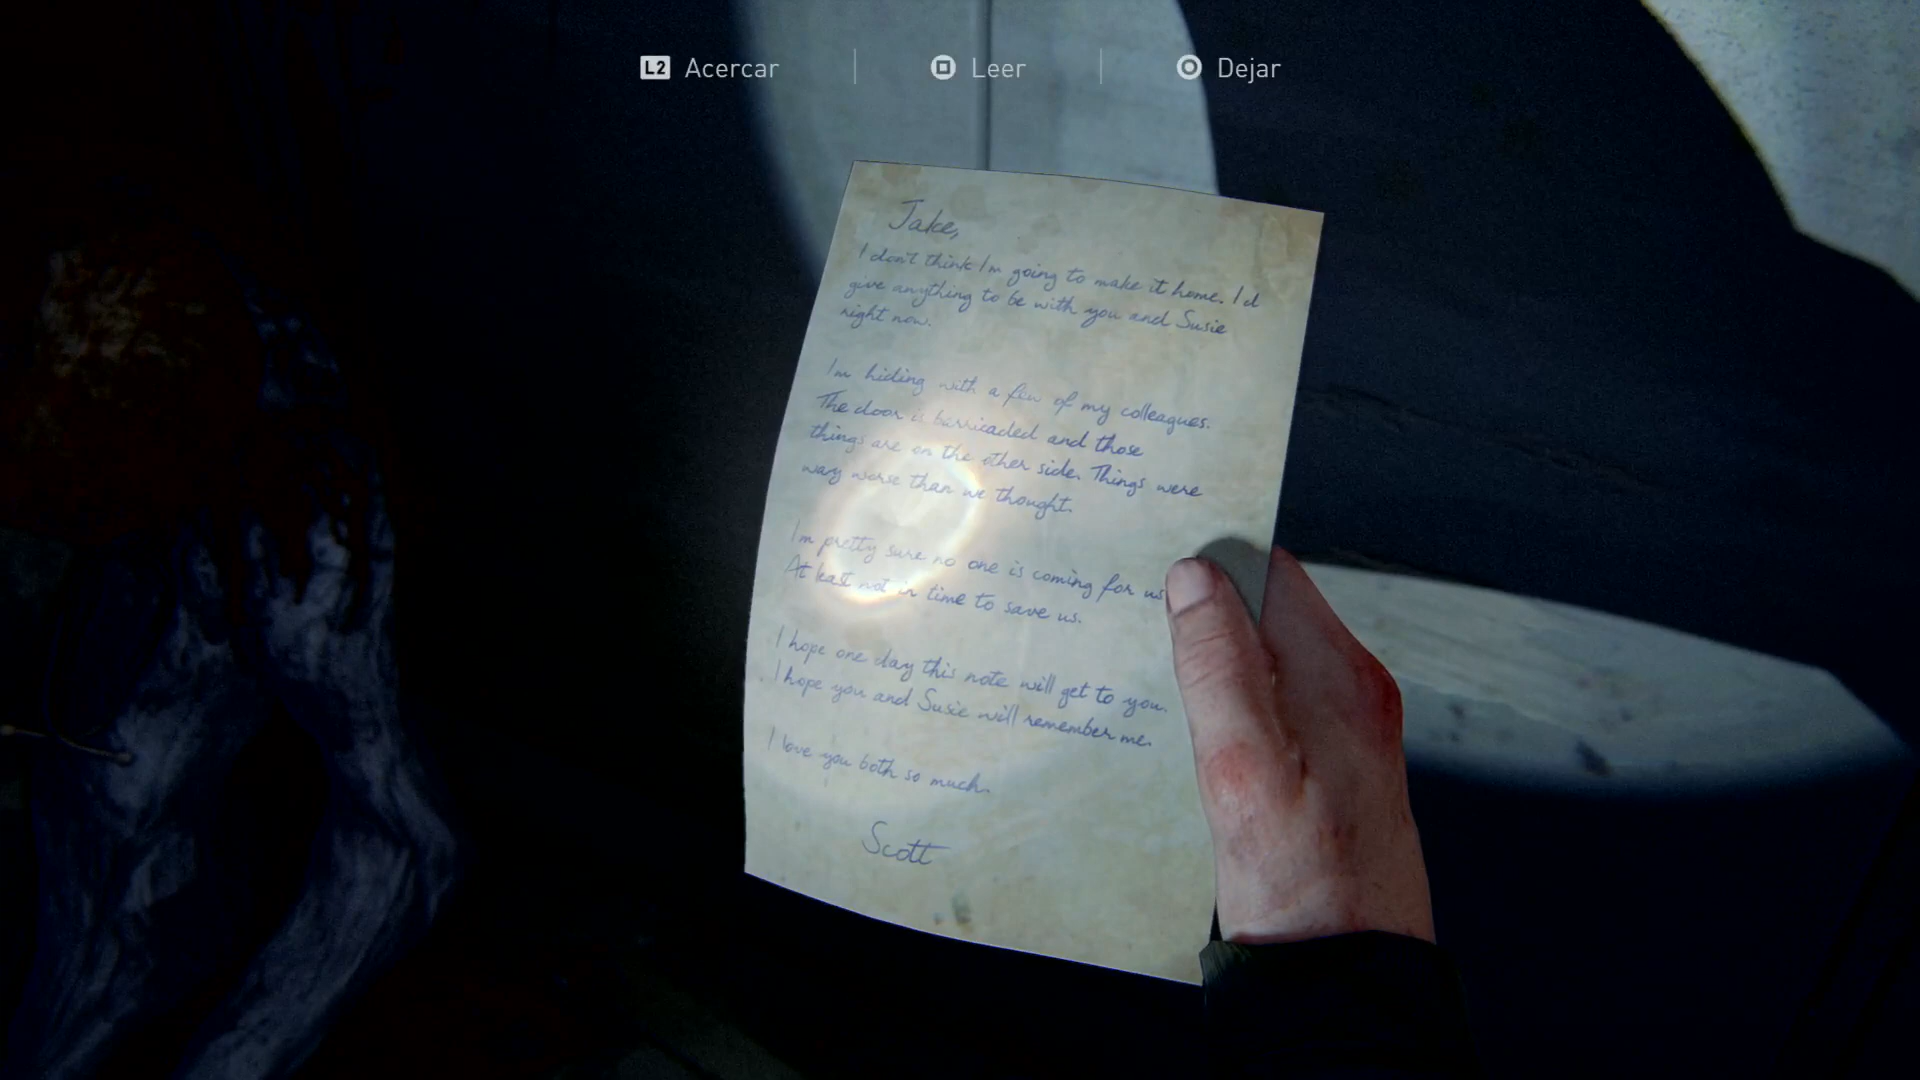 L2 Acercar Leer Dejar
Jake,
I don't think I'm going to make it home. I'd
give anything to be with you and Susie
right now.
I'm hiding with a few of my colleagues.
The door is barricaded and those
things are on the other side. Things were
way worse than we thought.
I'm pretty sure no one is coming for us
At least not in time to save us.
I hope one day this note will get to you.
I hope you and Susie will remember me.
I love you both so much.
Scott